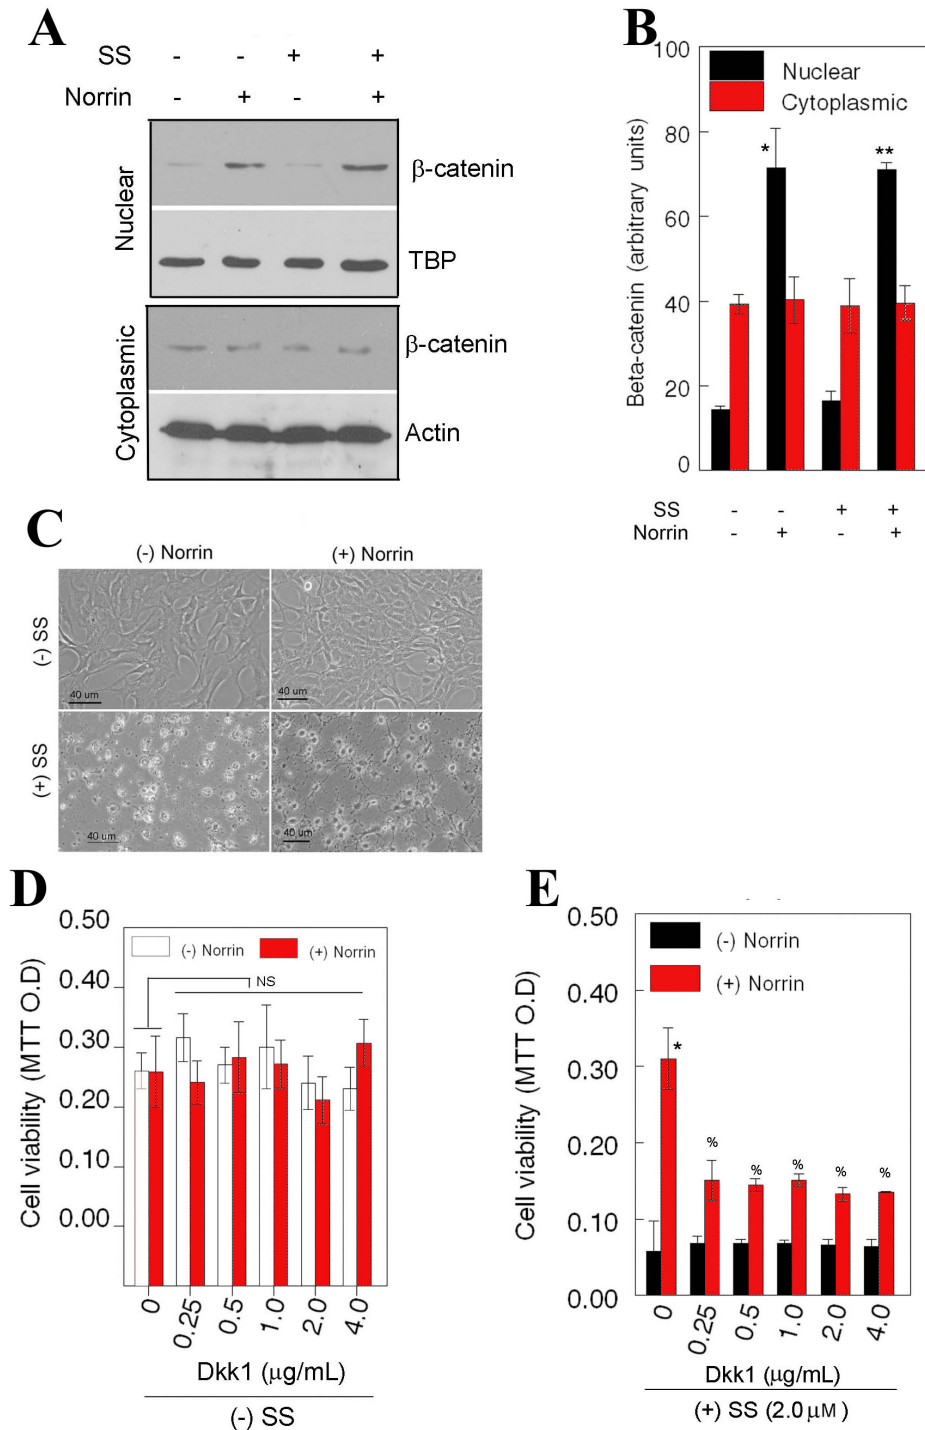 A
SS - - + +
Norrin - + - +
Nuclear
β-catenin
TBP
Cytoplasmic
β-catenin
Actin
B
Beta-catenin (arbitrary units)
100
80
60
40
20
0
Nuclear
Cytoplasmic
*
**
SS - - + +
Norrin - + - +
C
(-) Norrin
(+) Norrin
(-) SS
40 um
40 um
(+) SS
40 um
40 um
D
Cell viability (MTT O.D)
0.50
0.40
0.30
0.20
0.10
0.00
(-) Norrin
(+) Norrin
NS
0 0.25 0.5 1.0 2.0 4.0
Dkk1 (μg/mL)
(-) SS
E
Cell viability (MTT O.D)
0.50
0.40
0.30
0.20
0.10
0.00
(-) Norrin
(+) Norrin
*
% % % % %
0 0.25 0.5 1.0 2.0 4.0
Dkk1 (μg/mL)
(+) SS (2.0 μM)